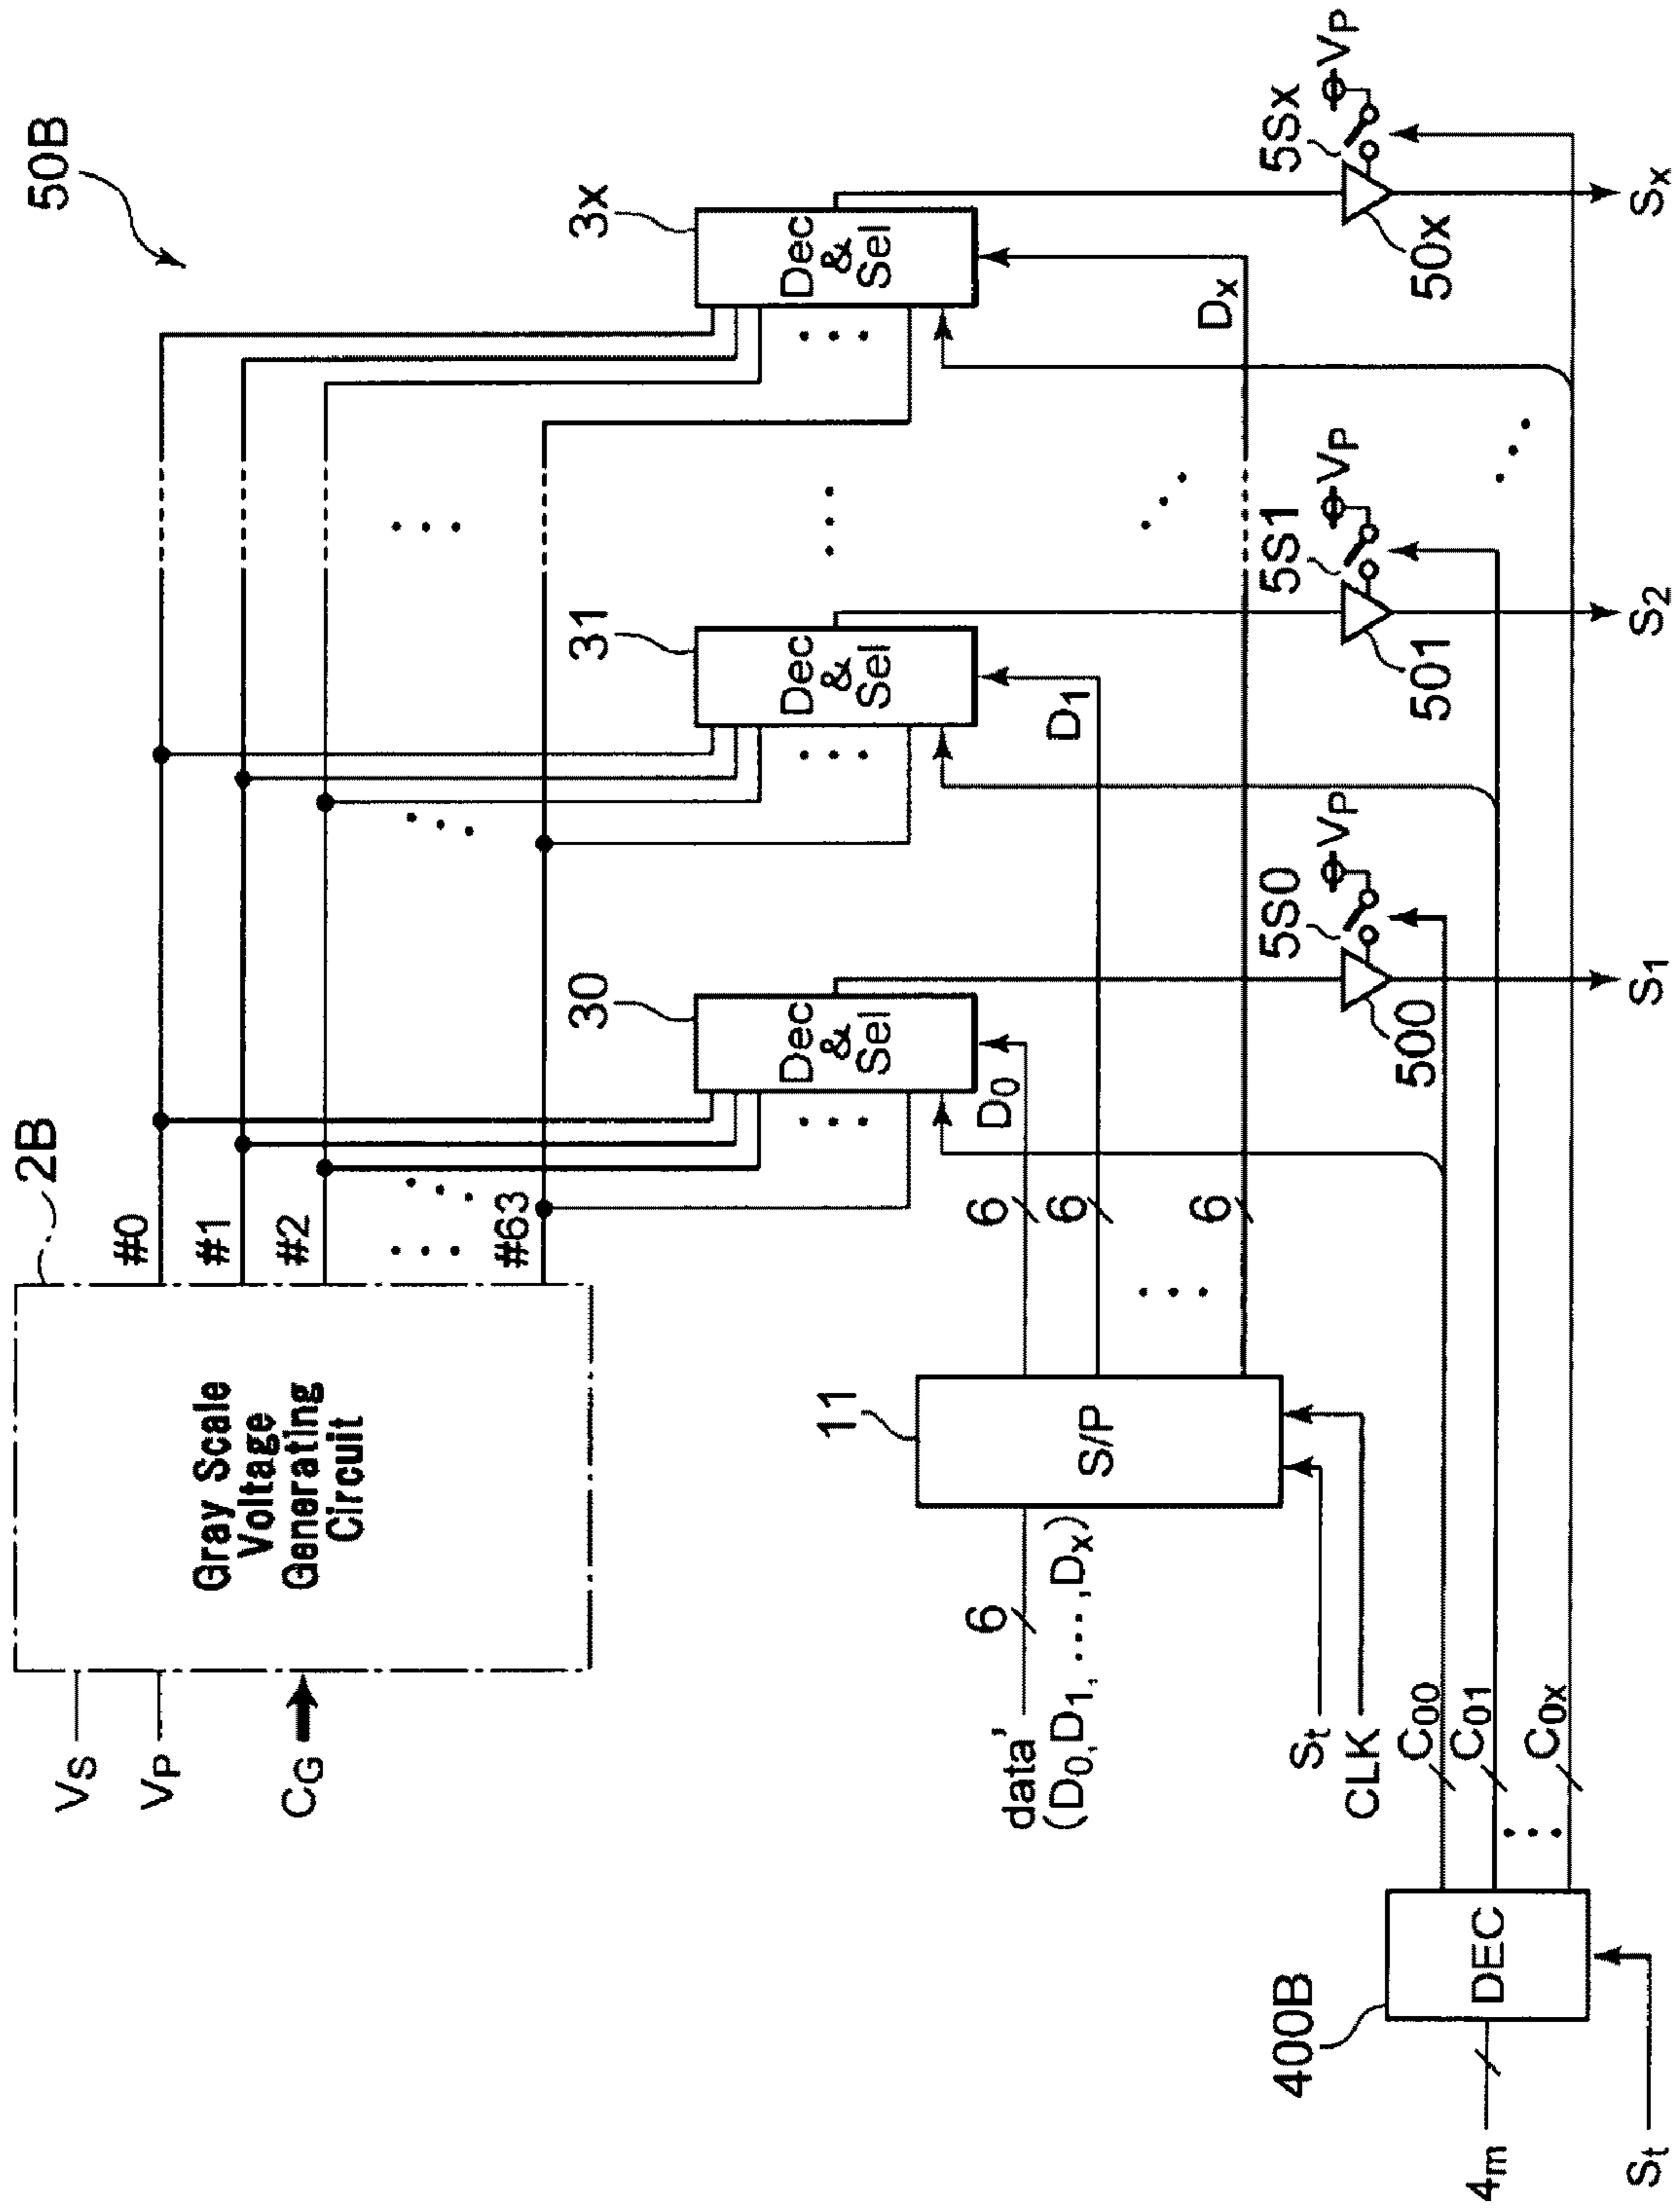 50B
2B
Gray Scale
Voltage
Generating
Circuit
VS
VP
CG
#0
#1
#2
#63
30
Dec
&
Sel
31
Dec
&
Sel
3x
Dec
&
Sel
D0
D1
Dx
11
S/P
6
6
6
6
data'
(D0,D1, ··· ,Dx)
St
CLK
5S0
VP
5S1
VP
5Sx
VP
500
501
50x
C00
C01
C0x
400B
DEC
4m
St
S1
S2
Sx